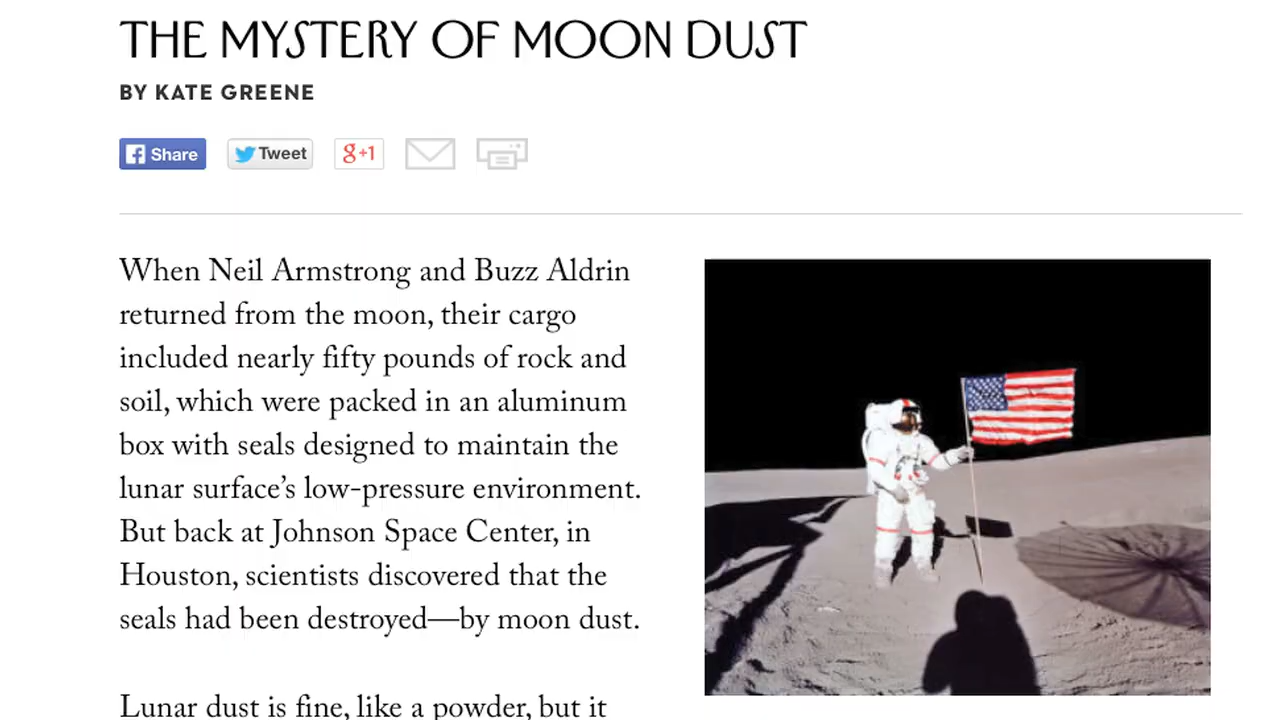 THE MYSTERY OF MOON DUST
BY KATE GREENE
Share Tweet g+1
When Neil Armstrong and Buzz Aldrin
returned from the moon, their cargo
included nearly fifty pounds of rock and
soil, which were packed in an aluminum
box with seals designed to maintain the
lunar surface’s low-pressure environment.
But back at Johnson Space Center, in
Houston, scientists discovered that the
seals had been destroyed—by moon dust.
Lunar dust is fine, like a powder, but it